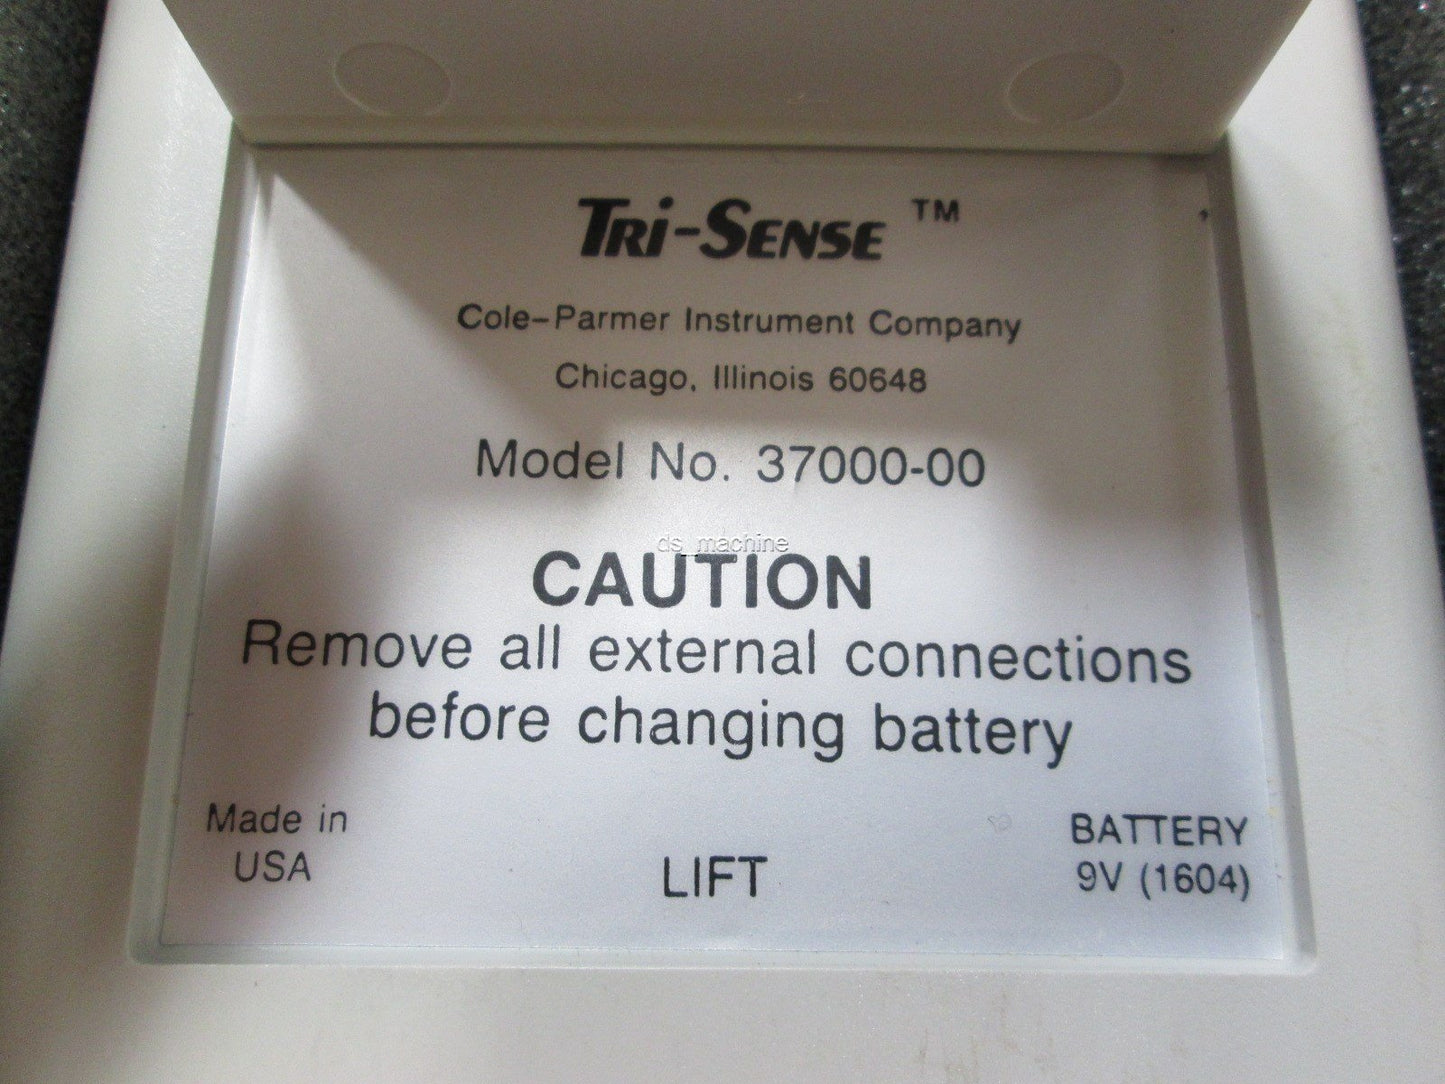 TRI-SENSE ™
Cole-Parmer Instrument Company
Chicago, Illinois 60648
Model No. 37000-00
ds_machine
CAUTION
Remove all external connections
before changing battery
Made in
USA
LIFT
BATTERY
9V (1604)